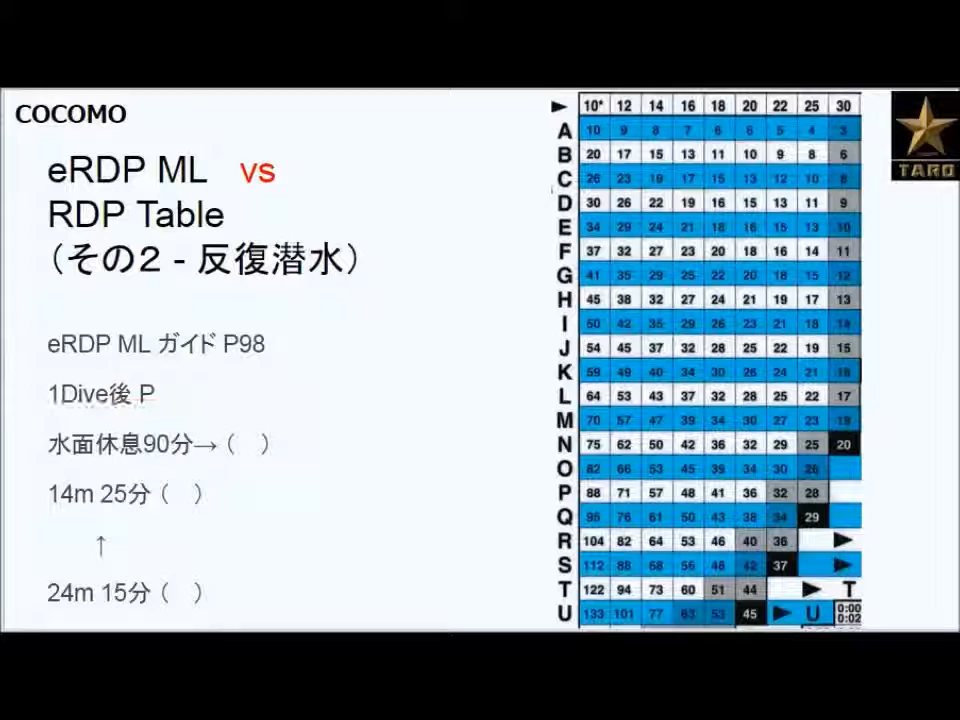 COCOMO
eRDP ML vs
RDP Table
（その２ - 反復潜水）
eRDP ML ガイド P98
1Dive後 P
水面休息90分→（　）
14m 25分（　）
↑
24m 15分（　）
► 10* 12 14 16 18 20 22 25 30
A 10 9 8 7 6 6 5 4 3
B 20 17 15 13 11 10 9 8 6
C 26 23 19 17 15 13 12 10 8
D 30 26 22 19 16 15 13 11 9
E 34 29 24 21 18 16 15 13 10
F 37 32 27 23 20 18 16 14 11
G 41 35 29 25 22 20 18 15 12
H 45 38 32 27 24 21 19 17 13
I 50 42 35 29 26 23 21 18 14
J 54 45 37 32 28 25 22 19 15
K 59 49 40 34 30 26 24 21 16
L 64 53 43 37 32 28 25 22 17
M 70 57 47 39 34 30 27 23 19
N 75 62 50 42 36 32 29 25 20
O 82 66 53 45 39 34 30 26
P 88 71 57 48 41 36 32 28
Q 95 76 61 50 43 38 34 29
R 104 82 64 53 46 40 36 ►
S 112 88 68 56 48 42 37 ►
T 122 94 73 60 51 44 ► T
U 133 101 77 63 53 45 ► U 0:00
0:02
TARO